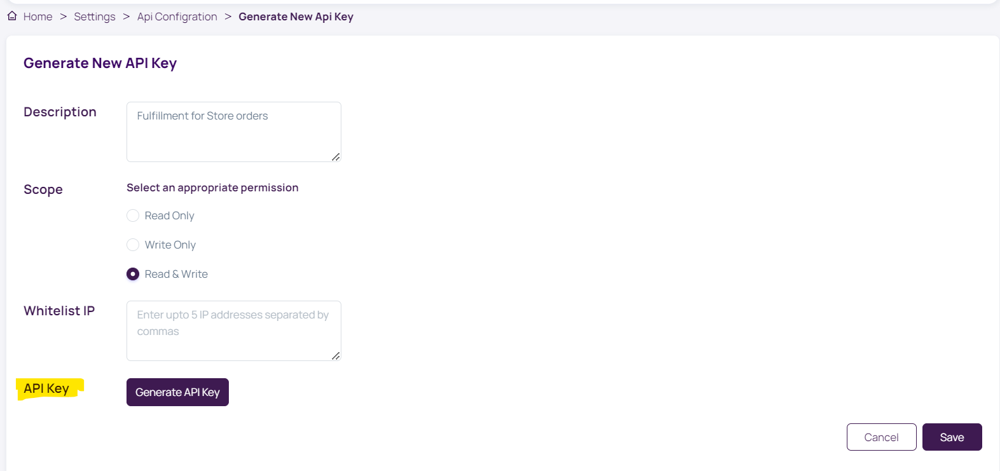 Home > Settings > Api Configration > Generate New Api Key
Generate New API Key
Description
Fulfillment for Store orders
Scope
Select an appropriate permission
Read Only
Write Only
Read & Write
Whitelist IP
Enter upto 5 IP addresses separated by
commas
API Key
Generate API Key
Cancel
Save